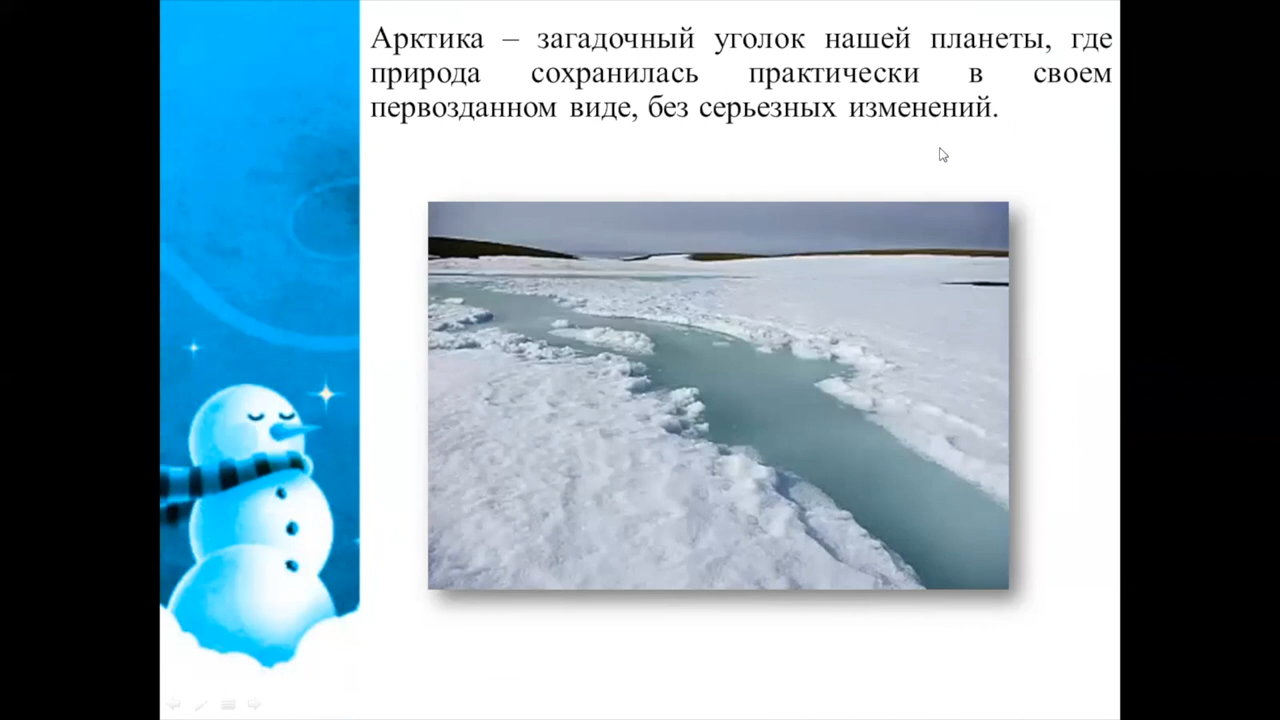 Арктика – загадочный уголок нашей планеты, где
природа сохранилась практически в своем
первозданном виде, без серьезных изменений.